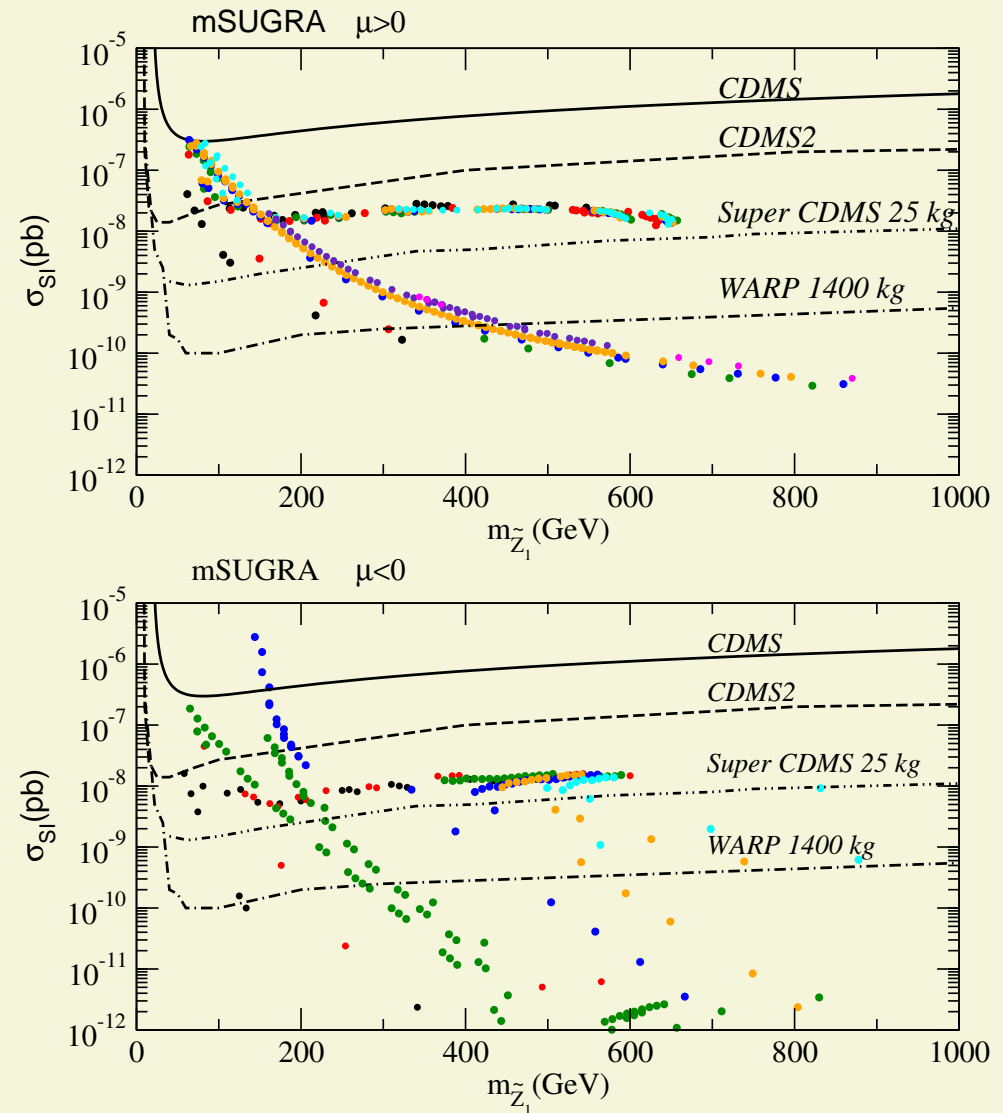 mSUGRA μ>0
10^-5
10^-6
10^-7
10^-8
10^-9
10^-10
10^-11
10^-12
σ_SI(pb)
CDMS
CDMS2
Super CDMS 25 kg
WARP 1400 kg
0 200 400 600 800 1000
m_Z̃_1 (GeV)
mSUGRA μ<0
10^-5
10^-6
10^-7
10^-8
10^-9
10^-10
10^-11
10^-12
σ_SI(pb)
CDMS
CDMS2
Super CDMS 25 kg
WARP 1400 kg
0 200 400 600 800 1000
m_Z̃_1 (GeV)